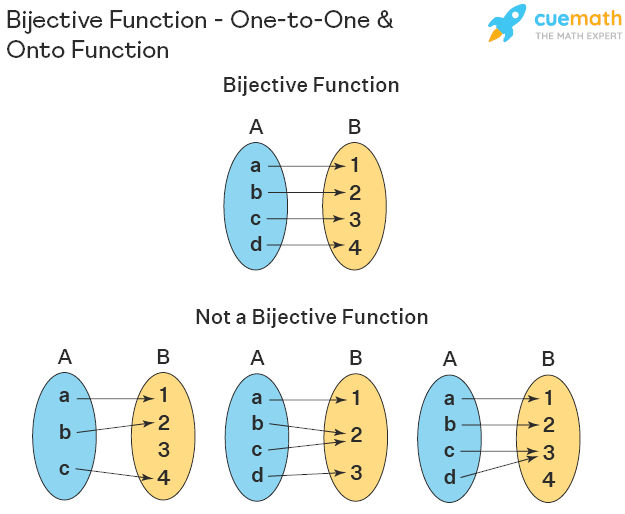 Bijective Function - One-to-One &
Onto Function
cuemath
THE MATH EXPERT
Bijective Function
A B
a 1
b 2
c 3
d 4
Not a Bijective Function
A B
a 1
b 2
3
c 4
A B
a 1
b 2
c
d 3
A B
a 1
b 2
c 3
d 4